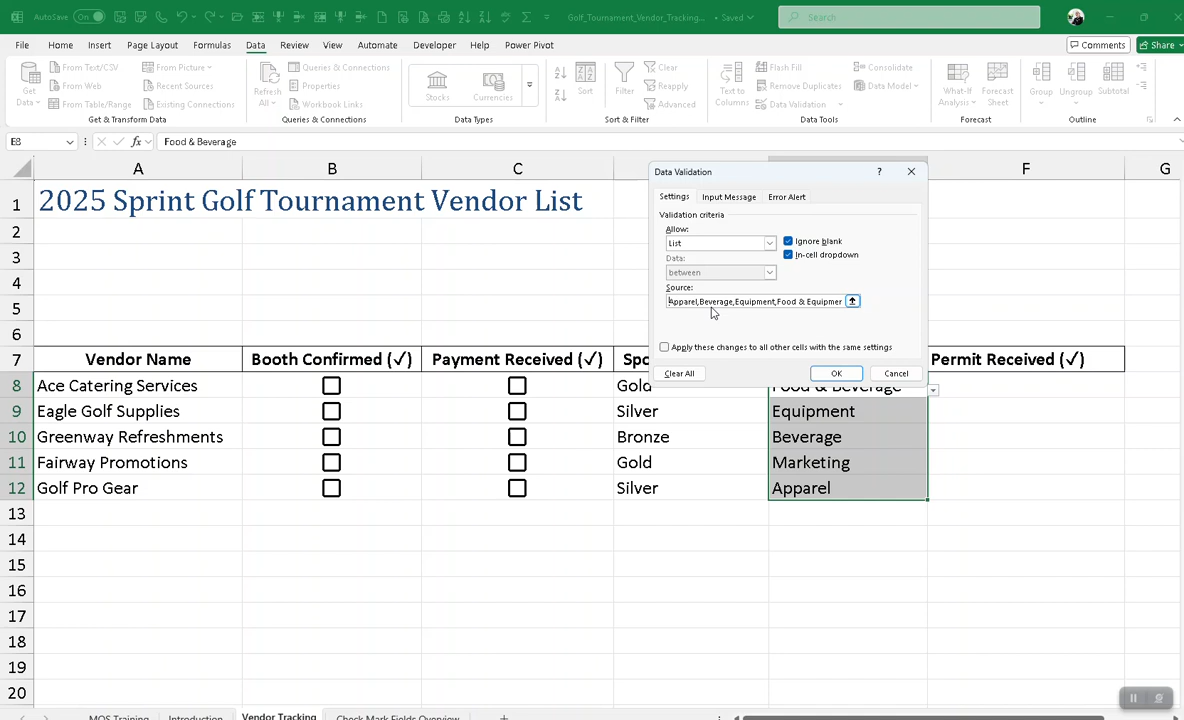 AutoSave On Golf_Tournament_Vendor_Tracking... • Saved Search
File Home Insert Page Layout Formulas Data Review View Automate Developer Help Power Pivot Comments Share
Get Data From Text/CSV From Web From Table/Range From Picture Recent Sources Existing Connections
Refresh All Queries & Connections Properties Workbook Links
Stocks Currencies
Sort Filter Clear Reapply Advanced
Text to Columns Flash Fill Remove Duplicates Data Validation Consolidate Data Model
What-If Analysis Forecast Sheet
Group Ungroup Subtotal
Get & Transform Data Queries & Connections Data Types Sort & Filter Data Tools Forecast Outline
E8 fx Food & Beverage
A B C F G
1 2025 Sprint Golf Tournament Vendor List
2
3
4
5
6
7 Vendor Name Booth Confirmed (✓) Payment Received (✓) Spo Permit Received (✓)
8 Ace Catering Services Gold Food & Beverage
9 Eagle Golf Supplies Silver Equipment
10 Greenway Refreshments Bronze Beverage
11 Fairway Promotions Gold Marketing
12 Golf Pro Gear Silver Apparel
13
14
15
16
17
18
19
20
Data Validation ?
Settings Input Message Error Alert
Validation criteria
Allow:
List Ignore blank
In-cell dropdown
Data:
between
Source:
Apparel,Beverage,Equipment,Food & Equipmer
Apply these changes to all other cells with the same settings
Clear All OK Cancel
MOS Training Introduction Vendor Tracking Check Mark Fields Overview